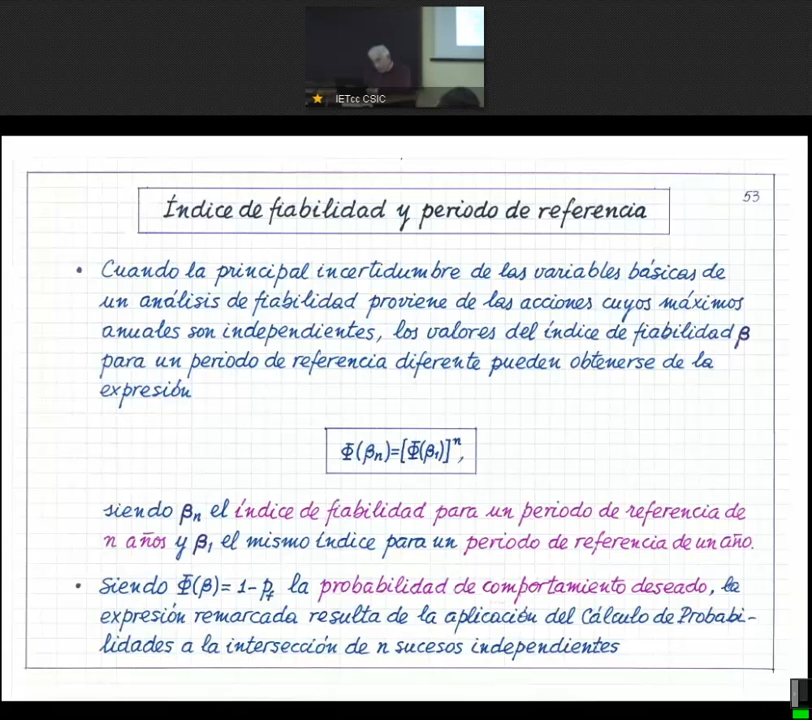 IETcc CSIC
53
Índice de fiabilidad y periodo de referencia
• Cuando la principal incertidumbre de las variables básicas de
un análisis de fiabilidad proviene de las acciones cuyos máximos
anuales son independientes, los valores del índice de fiabilidad β
para un periodo de referencia diferente pueden obtenerse de la
expresión
Φ(βn)=[Φ(β1)]ⁿ,
siendo βn el índice de fiabilidad para un periodo de referencia de
n años y β1 el mismo índice para un periodo de referencia de un año.
• Siendo Φ(β)= 1-pf la probabilidad de comportamiento deseado, la
expresión remarcada resulta de la aplicación del Cálculo de Probabi-
lidades a la intersección de n sucesos independientes